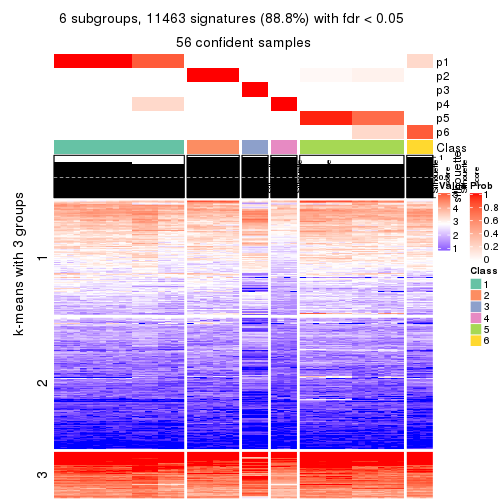 6 subgroups, 11463 signatures (88.8%) with fdr < 0.05
56 confident samples
p1
p2
p3
p4
p5
p6
Class
1
Silhouette
score
Value
4
3
2
1
Prob
1
0.8
0.6
0.4
0.2
0
Class
1
2
3
4
5
6
k-means with 3 groups
1
2
3